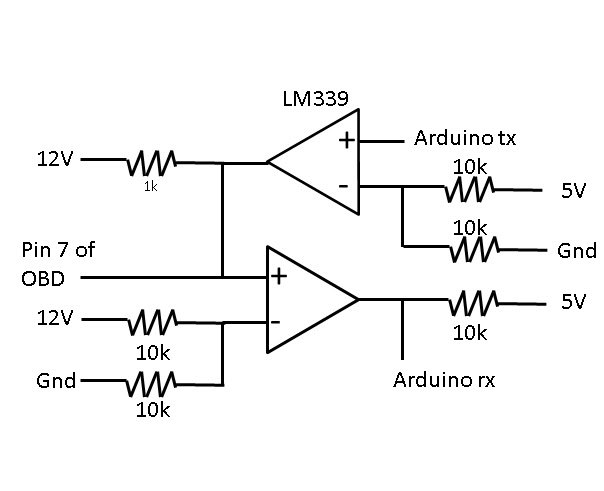 LM339
12V
1k
+
Arduino tx
-
10k
5V
10k
Gnd
Pin 7 of
OBD
+
12V
10k
-
5V
10k
Gnd
10k
Arduino rx